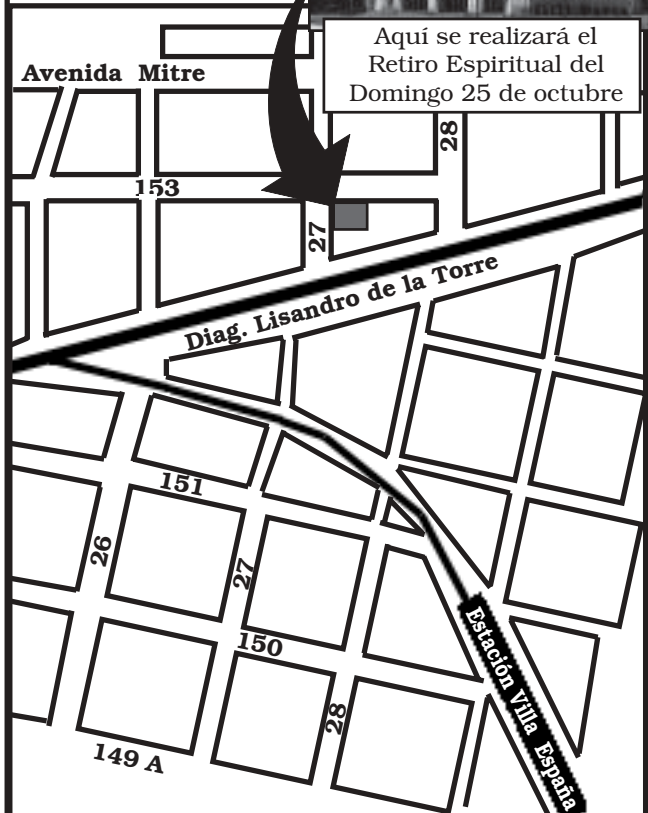 Aquí se realizará el
Retiro Espiritual del
Domingo 25 de octubre
Avenida Mitre
28
153
27
Diag. Lisandro de la Torre
151
26
27
150
28
149 A
Estación Villa España